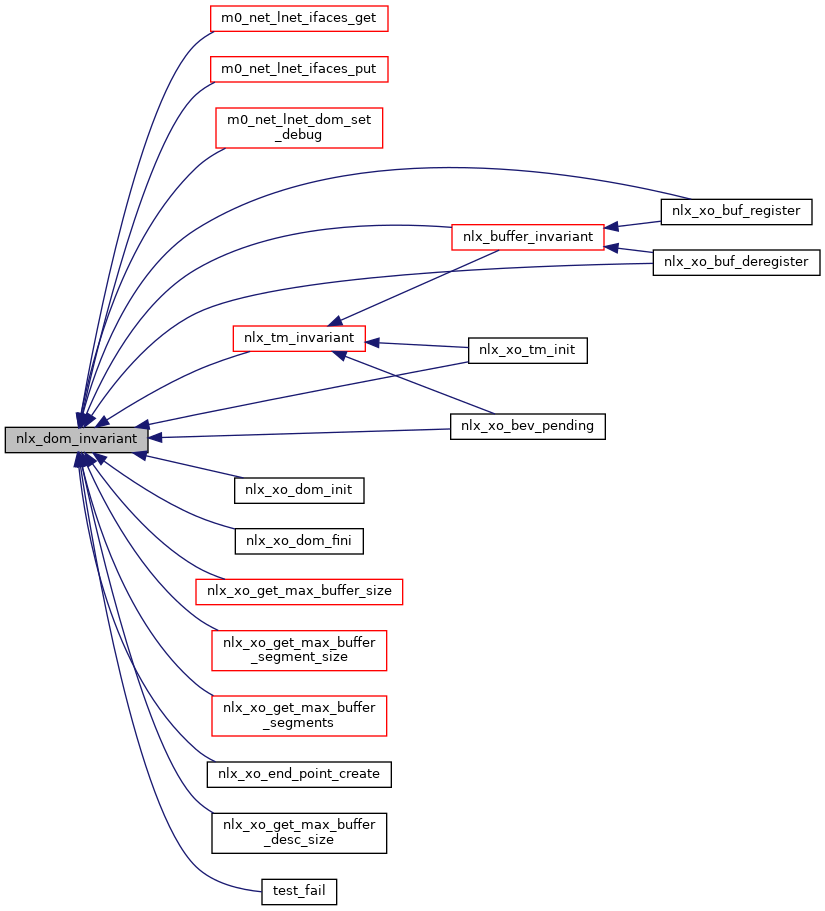 m0_net_lnet_ifaces_get
m0_net_lnet_ifaces_put
m0_net_lnet_dom_set
_debug
nlx_xo_buf_register
nlx_buffer_invariant
nlx_xo_buf_deregister
nlx_tm_invariant
nlx_xo_tm_init
nlx_xo_bev_pending
nlx_dom_invariant
nlx_xo_dom_init
nlx_xo_dom_fini
nlx_xo_get_max_buffer_size
nlx_xo_get_max_buffer
_segment_size
nlx_xo_get_max_buffer
_segments
nlx_xo_end_point_create
nlx_xo_get_max_buffer
_desc_size
test_fail